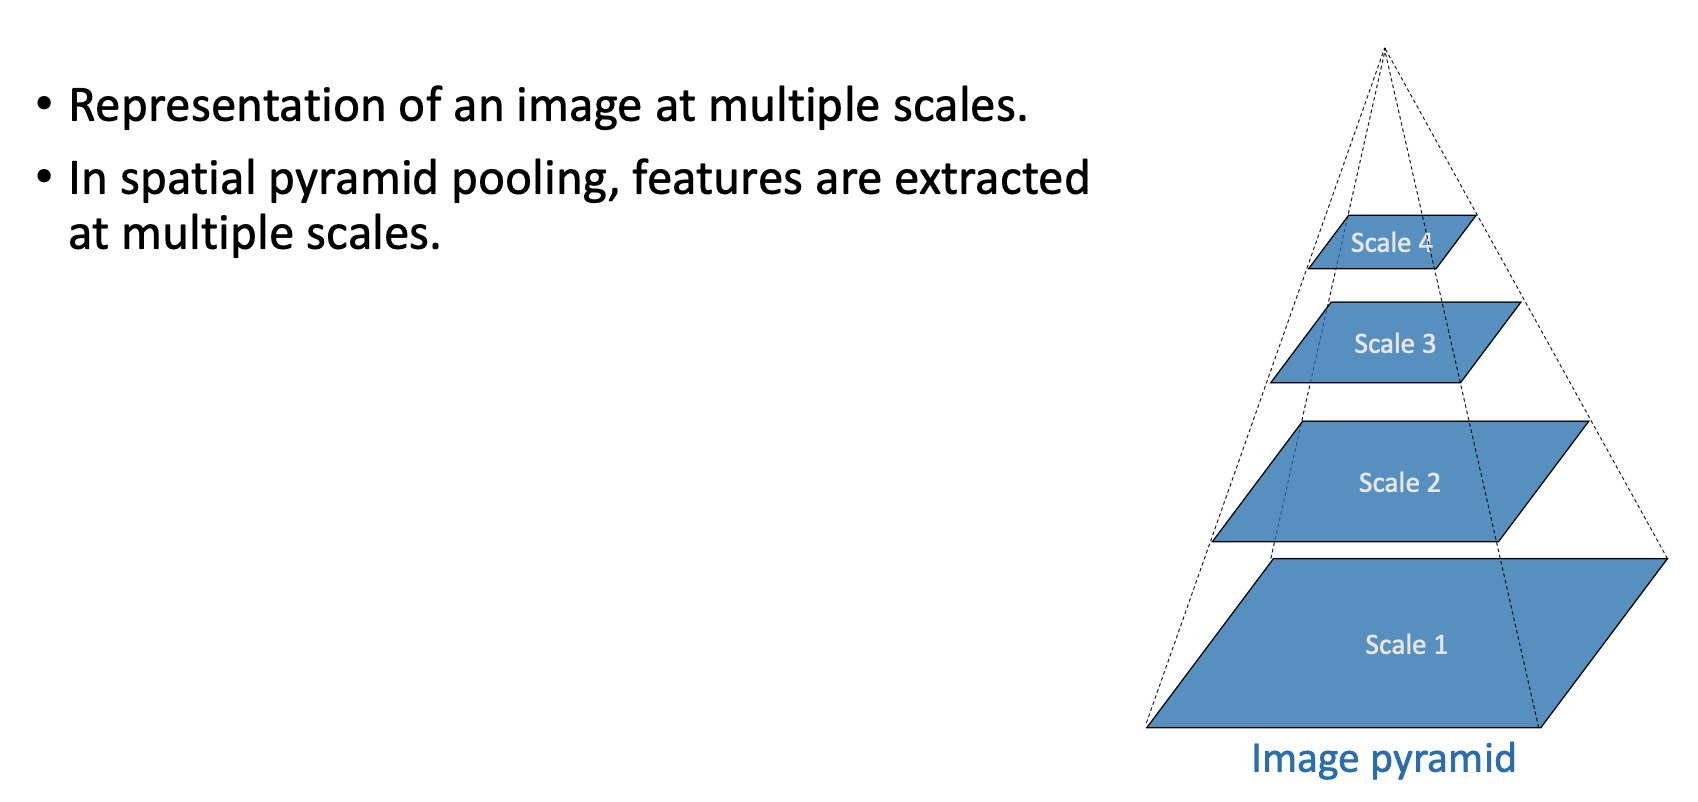 • Representation of an image at multiple scales.
• In spatial pyramid pooling, features are extracted
at multiple scales.
Scale 4
Scale 3
Scale 2
Scale 1
Image pyramid